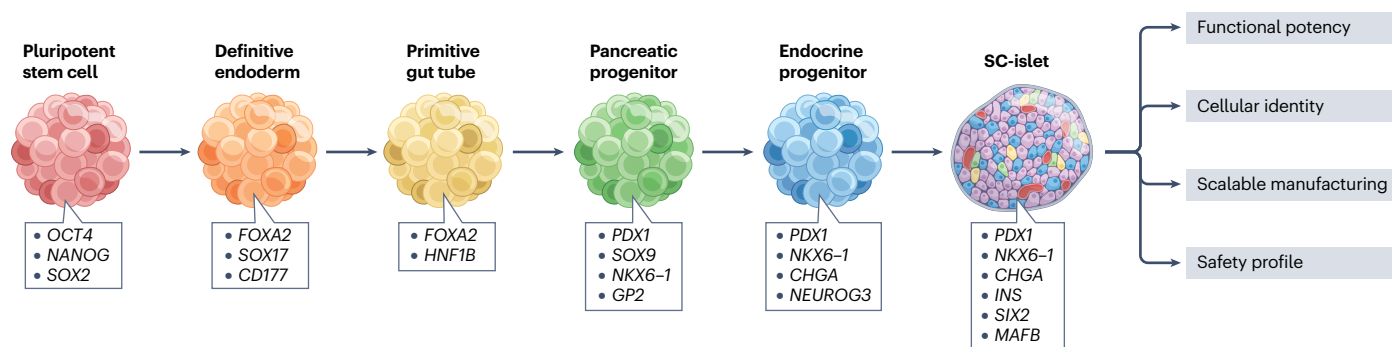 Pluripotent
stem cell
Definitive
endoderm
Primitive
gut tube
Pancreatic
progenitor
Endocrine
progenitor
SC-islet
• OCT4
• NANOG
• SOX2
• FOXA2
• SOX17
• CD177
• FOXA2
• HNF1B
• PDX1
• SOX9
• NKX6–1
• GP2
• PDX1
• NKX6–1
• CHGA
• NEUROG3
• PDX1
• NKX6–1
• CHGA
• INS
• SIX2
• MAFB
Functional potency
Cellular identity
Scalable manufacturing
Safety profile